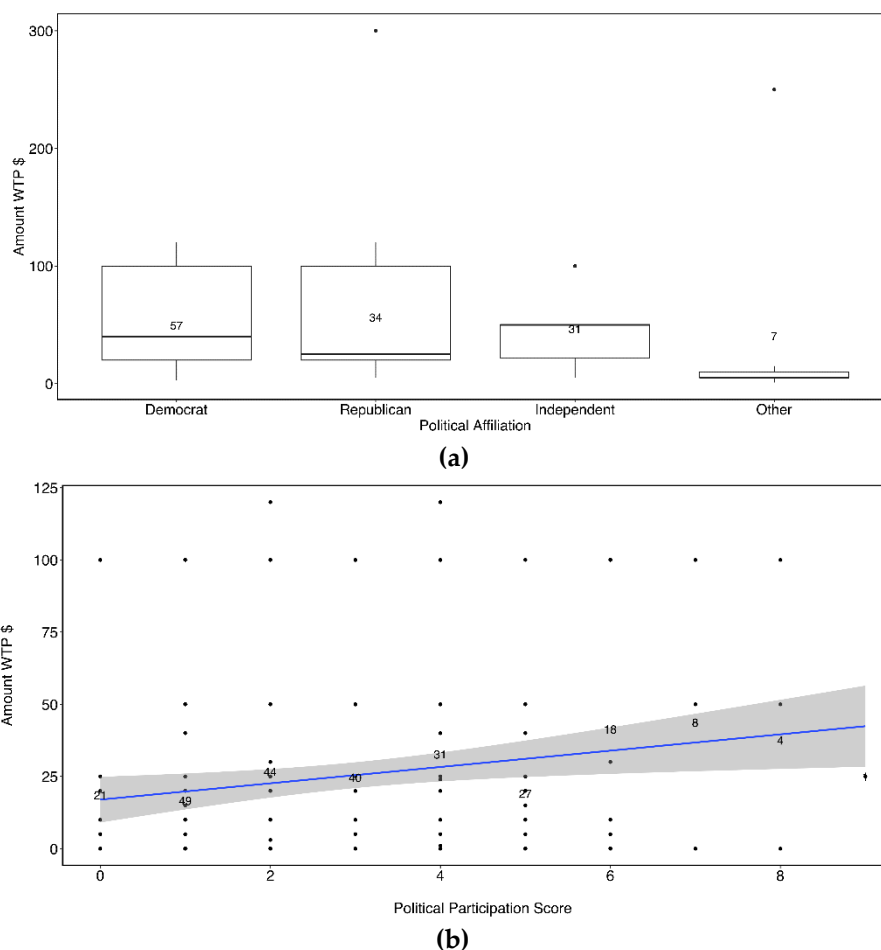 300
200
100
0
Amount WTP $
57
34
31
7
Democrat Republican Independent Other
Political Affiliation
(a)
125
100
75
50
25
0
Amount WTP $
21
49
44
40
31
27
18
8
4
0 2 4 6 8
Political Participation Score
(b)